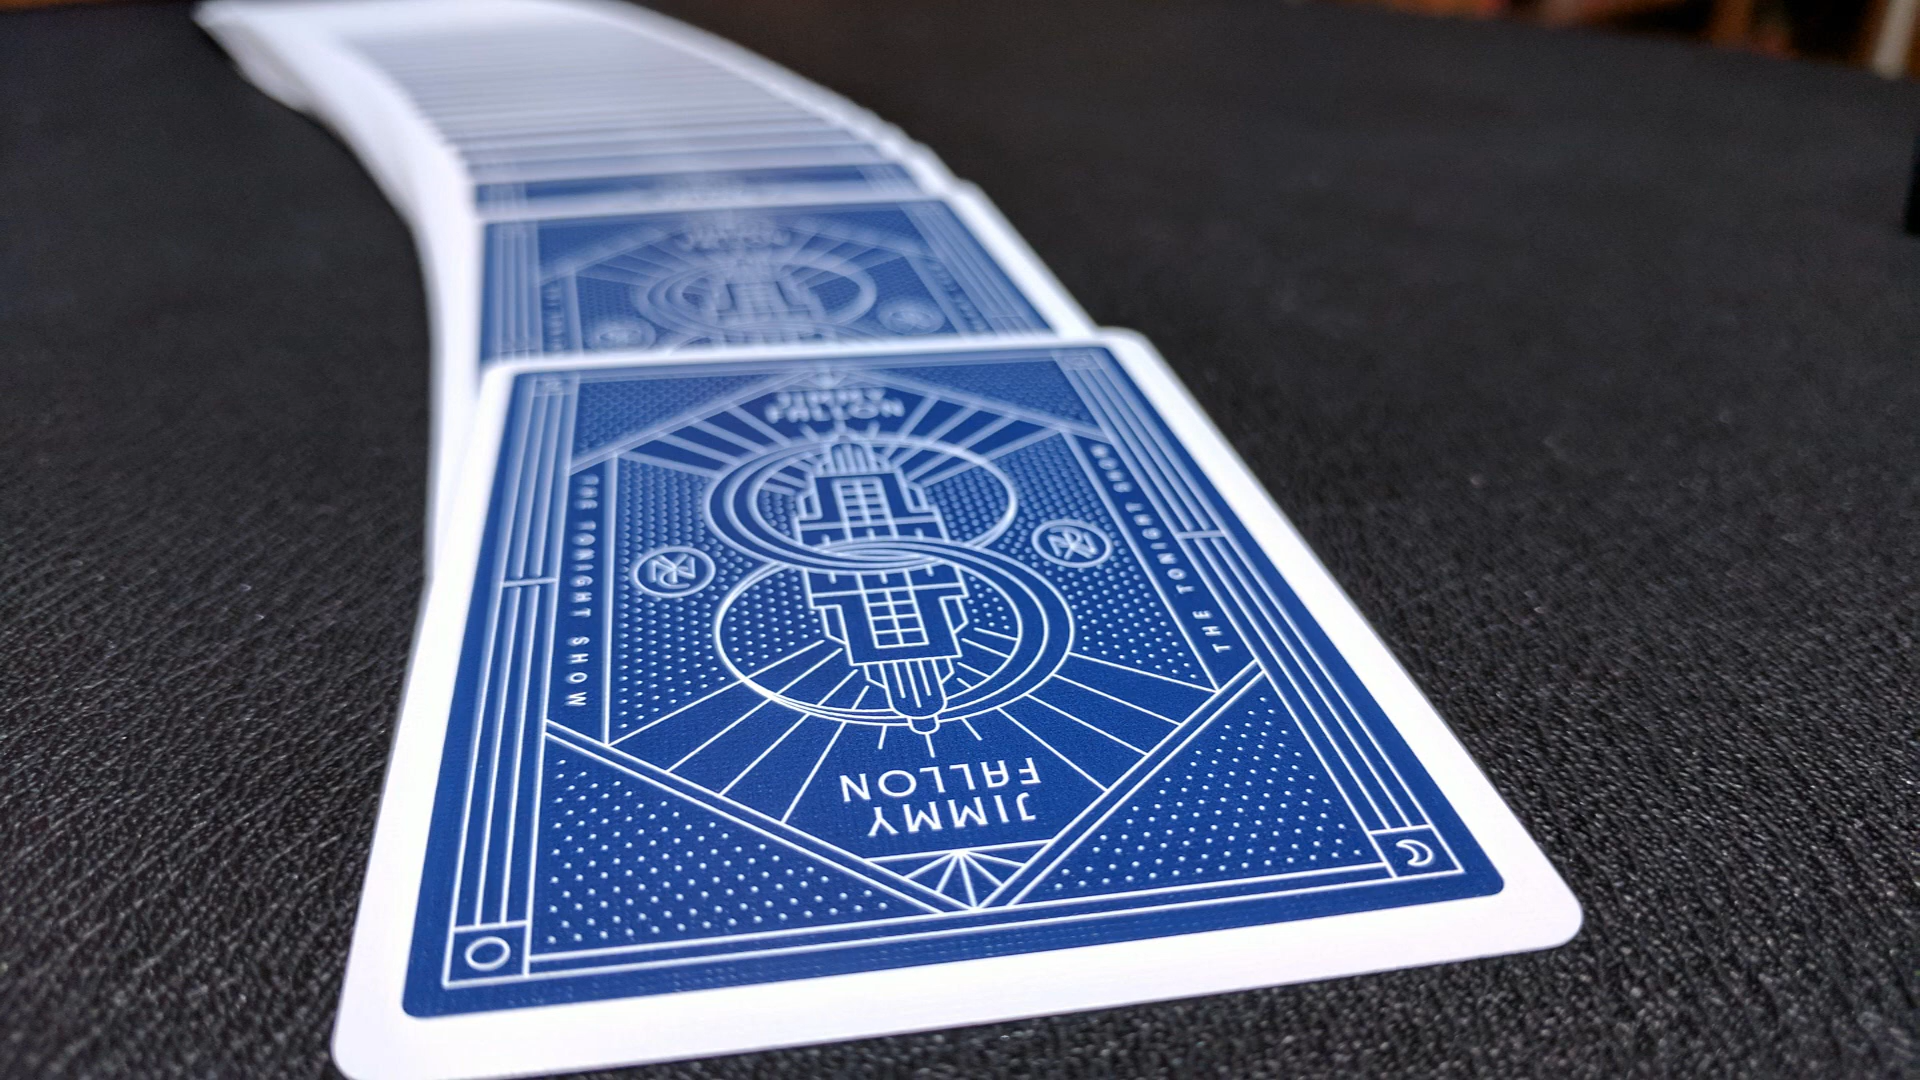 JIMMY
FALLON
THE TONIGHT SHOW
THE TONIGHT SHOW
JIMMY
FALLON